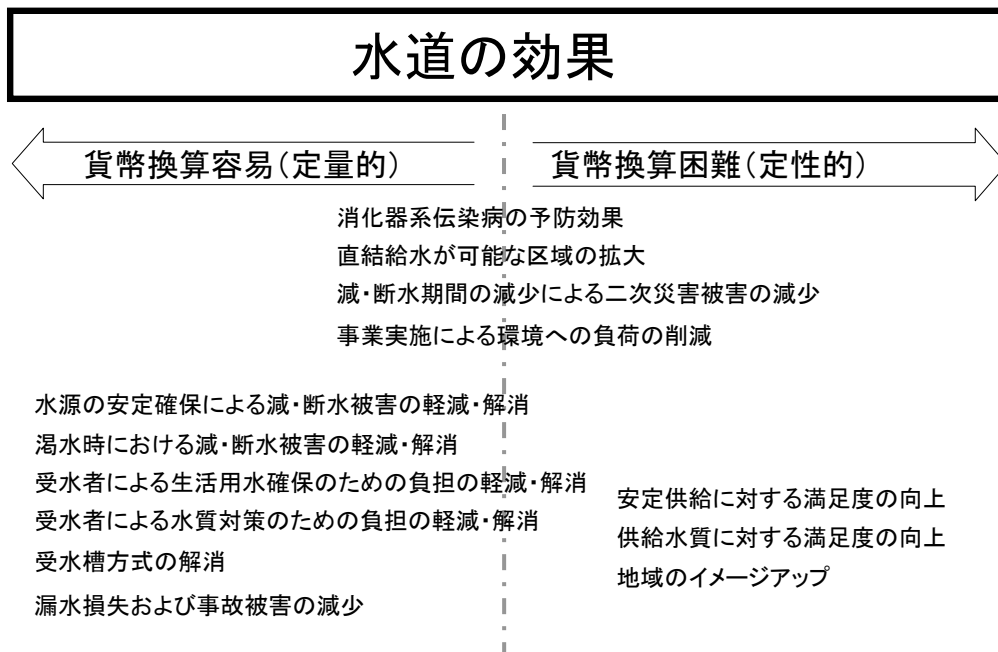 水道の効果
貨幣換算容易(定量的)
貨幣換算困難(定性的)
消化器系伝染病の予防効果
直結給水が可能な区域の拡大
減・断水期間の減少による二次災害被害の減少
事業実施による環境への負荷の削減
水源の安定確保による減・断水被害の軽減・解消
渇水時における減・断水被害の軽減・解消
受水者による生活用水確保のための負担の軽減・解消
受水者による水質対策のための負担の軽減・解消
受水槽方式の解消
漏水損失および事故被害の減少
安定供給に対する満足度の向上
供給水質に対する満足度の向上
地域のイメージアップ